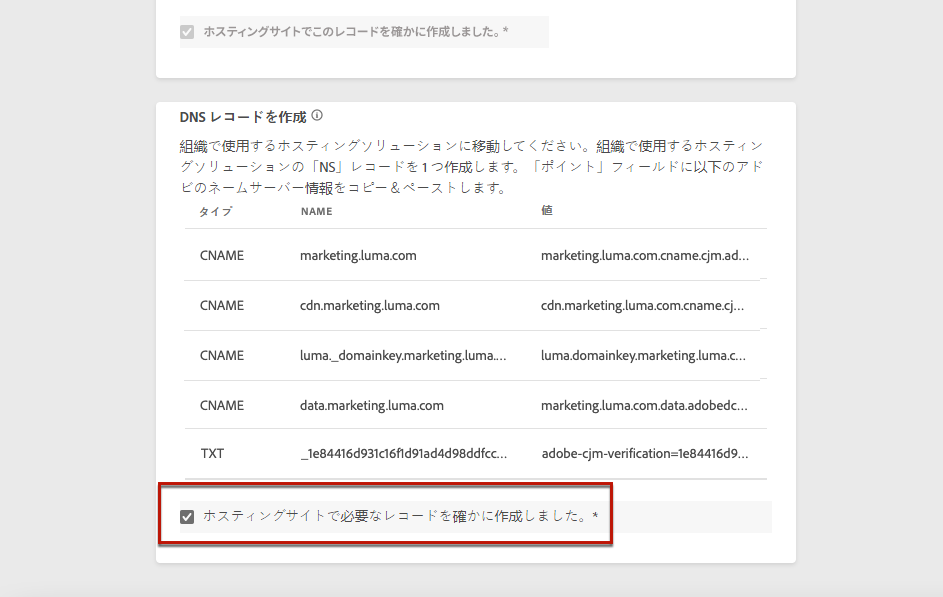 ホスティングサイトでこのレコードを確かに作成しました。*
DNS レコードを作成
組織で使用するホスティングソリューションに移動してください。組織で使用するホスティン
グソリューションの「NS」レコードを1つ作成します。「ポイント」フィールドに以下のアド
ビのネームサーバー情報をコピー＆ペーストします。
タイプ NAME 値
CNAME marketing.luma.com marketing.luma.com.cname.cjm.ad...
CNAME cdn.marketing.luma.com cdn.marketing.luma.com.cname.cj...
CNAME luma._domainkey.marketing.luma.... luma.domainkey.marketing.luma.c...
CNAME data.marketing.luma.com marketing.luma.com.data.adobedc...
TXT _1e84416d931c16f1d91ad4d98ddfcc... adobe-cjm-verification=1e84416d9...
ホスティングサイトで必要なレコードを確かに作成しました。*